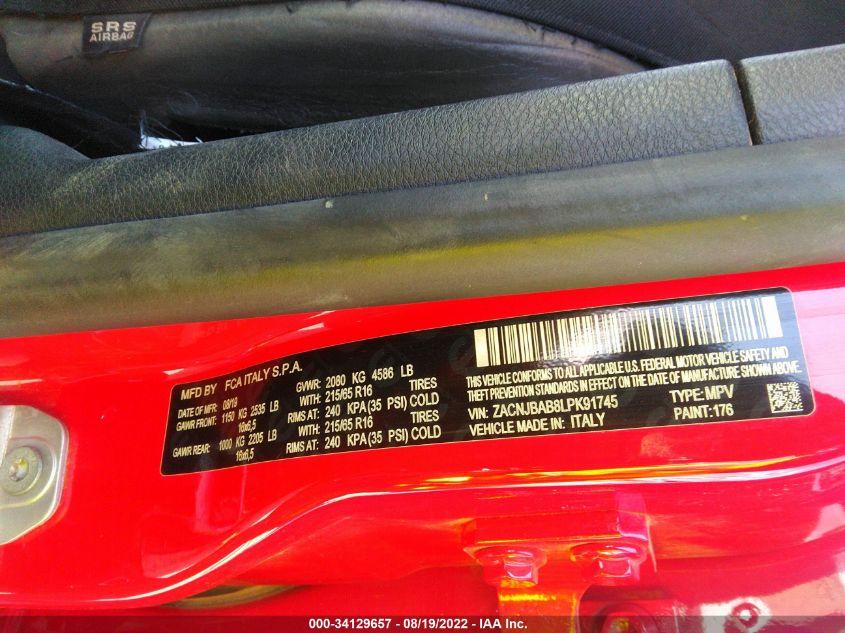 SRS
AIRBAG
MFD BY FCA ITALY S.P.A.
DATE OF MFD: 08/19 GVWR: 2080 KG 4586 LB
GAWR FRONT: 1150 KG 2535 LB WITH: 215/65 R16 TIRES
16x6,5 RIMS AT: 240 KPA(35 PSI) COLD
GAWR REAR: 1000 KG 2205 LB WITH: 215/65 R16 TIRES
16x6,5 RIMS AT: 240 KPA(35 PSI) COLD
THIS VEHICLE CONFORMS TO ALL APPLICABLE U.S. FEDERAL MOTOR VEHICLE SAFETY AND
THEFT PREVENTION STANDARDS IN EFFECT ON THE DATE OF MANUFACTURE SHOWN ABOVE.
VIN: ZACNJBAB8LPK91745 TYPE: MPV
VEHICLE MADE IN: ITALY PAINT: 176
000-34129657 - 08/19/2022 - IAA Inc.